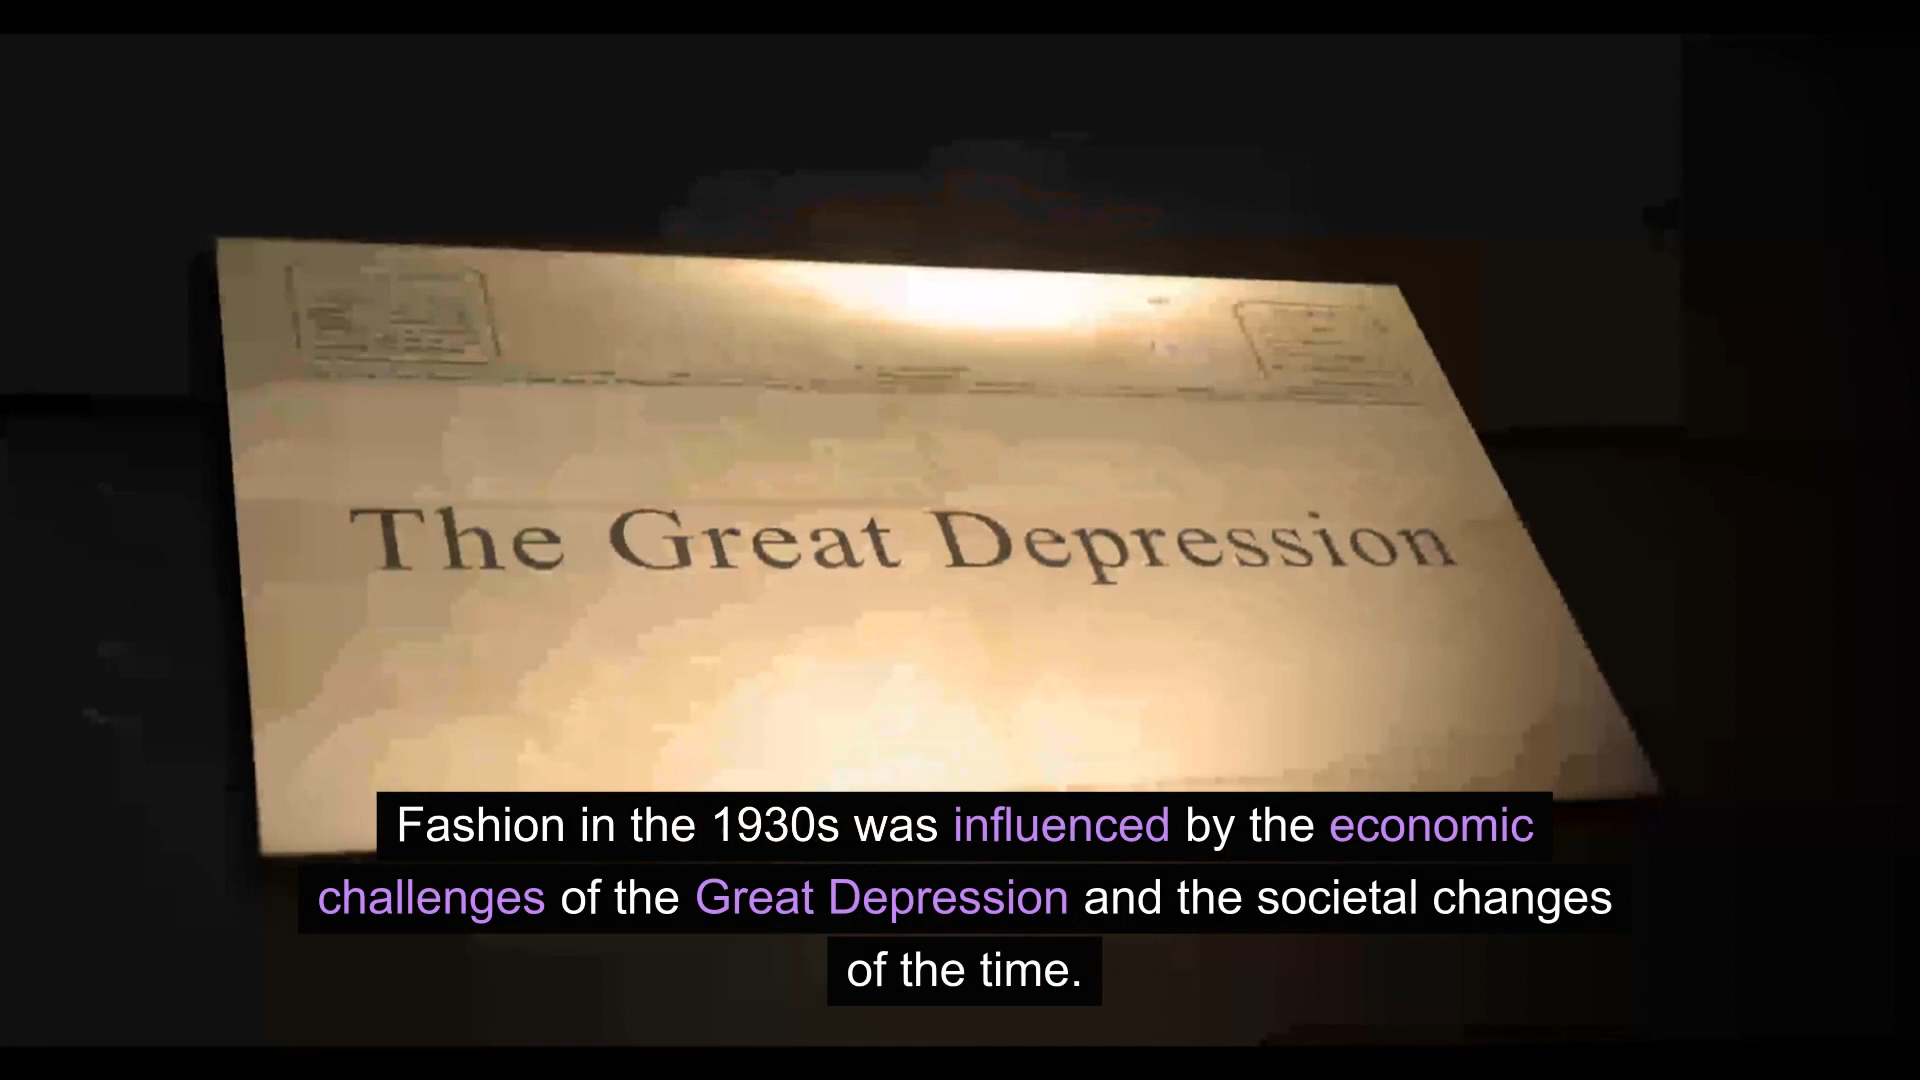 The Great Depression
Fashion in the 1930s was influenced by the economic
challenges of the Great Depression and the societal changes
of the time.